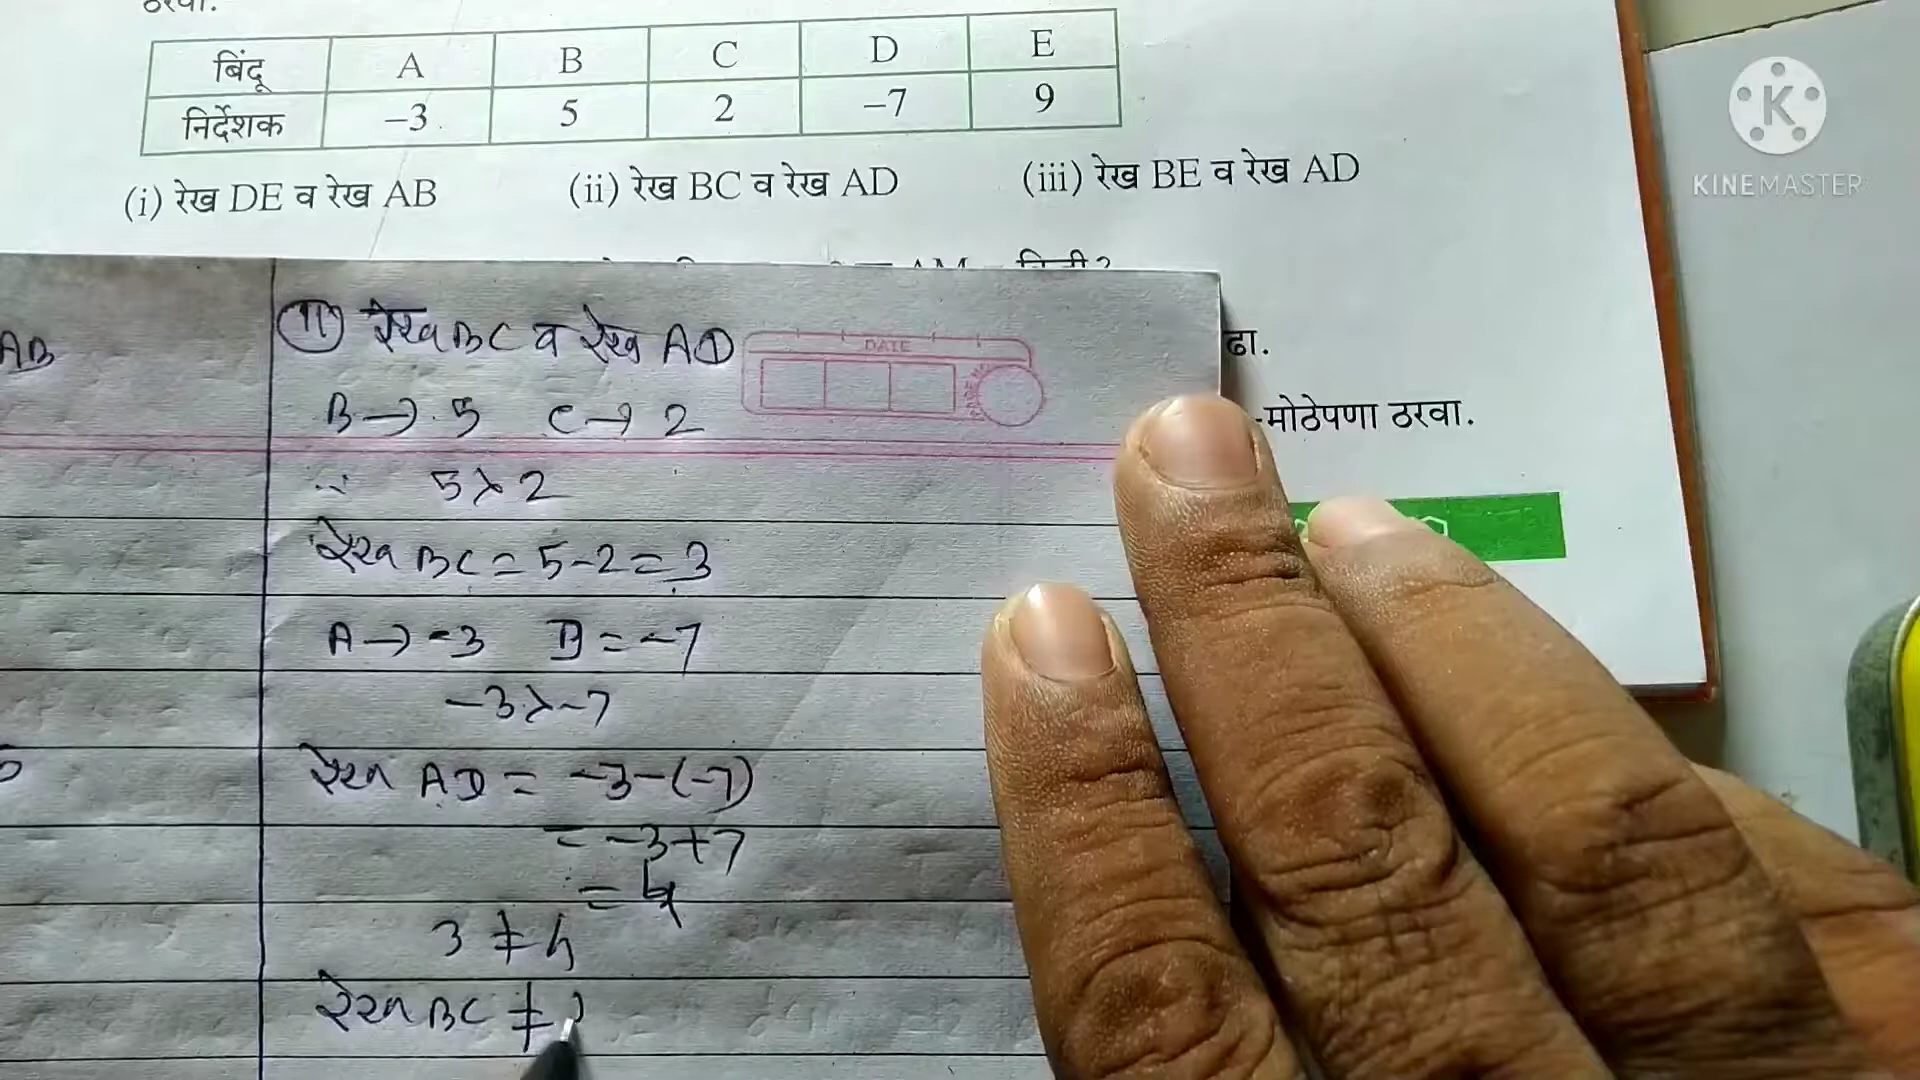 ठरवा.
बिंदू A B C D E
निर्देशक -3 5 2 -7 9
(i) रेख DE व रेख AB (ii) रेख BC व रेख AD (iii) रेख BE व रेख AD
KINEMASTER
AM
ढा.
-मोठेपणा ठरवा.
AB
(II) रेख BC व रेख AD
DATE
B → 5 C → 2
∵ 5 > 2
रेख BC = 5-2 = 3
A → -3 D = -7
-3 > -7
रेख AD = -3-(-7)
= -3+7
= 4
3 ≠ 4
रेख BC ≠